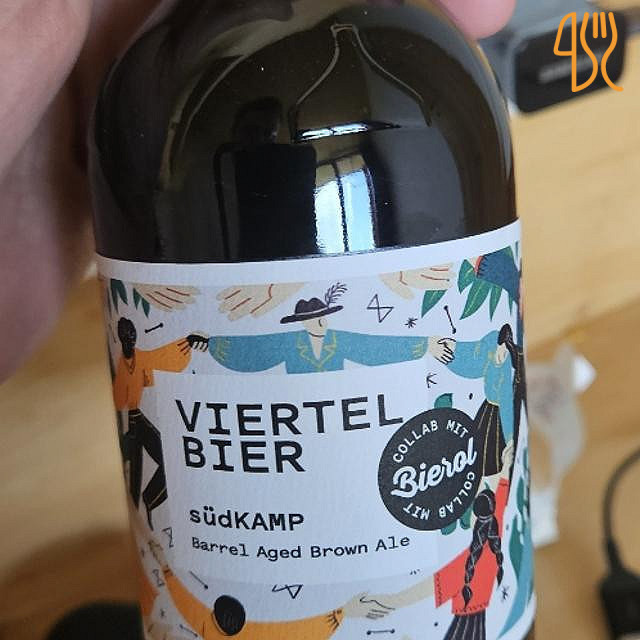 VIERTEL
BIER
COLLAB MIT
Bierol
COLLAB MIT
südKAMP
Barrel Aged Brown Ale